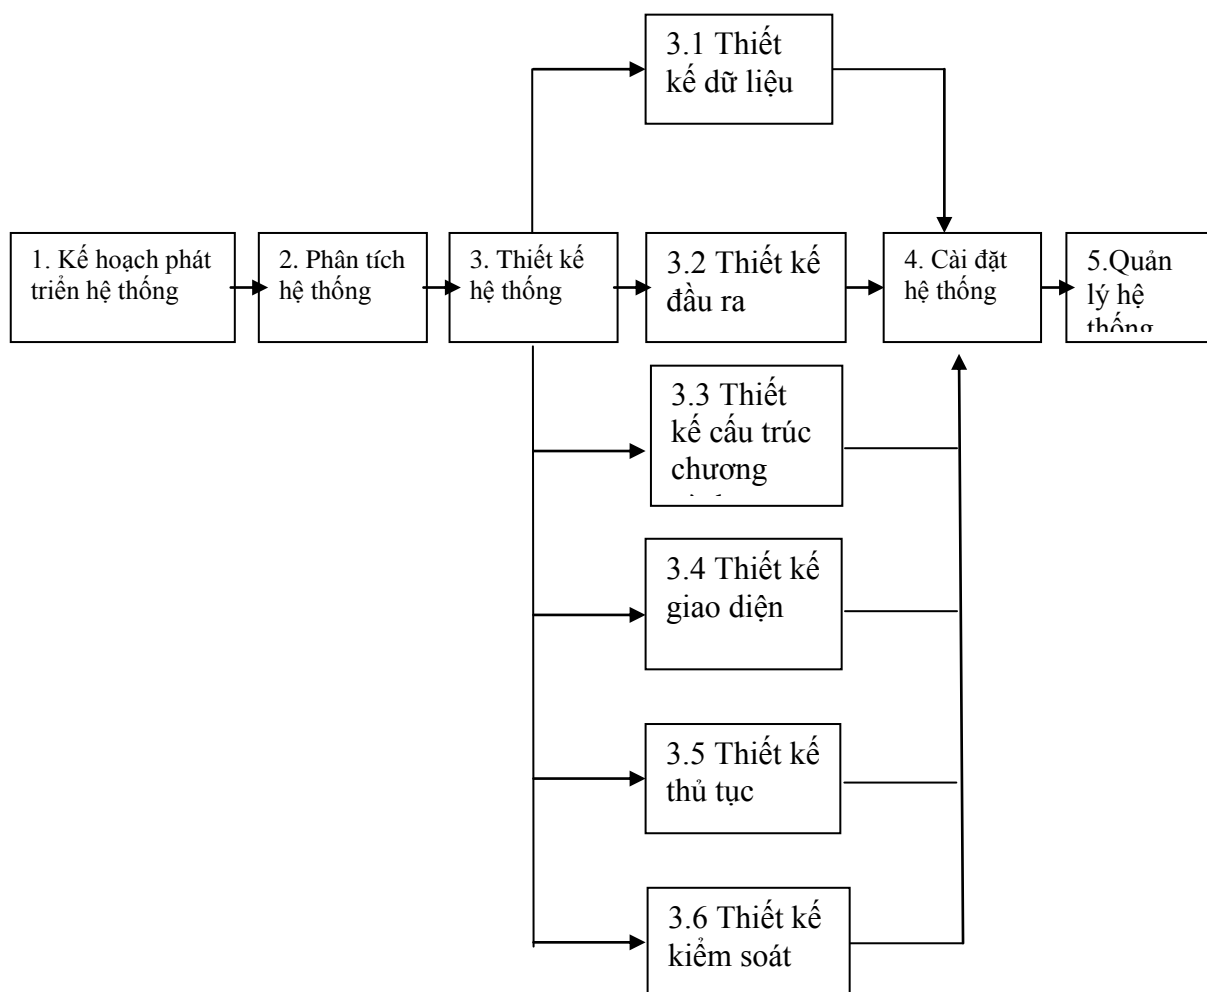 3.1 Thiết
kế dữ liệu
1. Kế hoạch phát
triển hệ thống
2. Phân tích
hệ thống
3. Thiết kế
hệ thống
3.2 Thiết kế
đầu ra
4. Cài đặt
hệ thống
5.Quản
lý hệ
thống
3.3 Thiết
kế cấu trúc
chương
3.4 Thiết kế
giao diện
3.5 Thiết kế
thủ tục
3.6 Thiết kế
kiểm soát